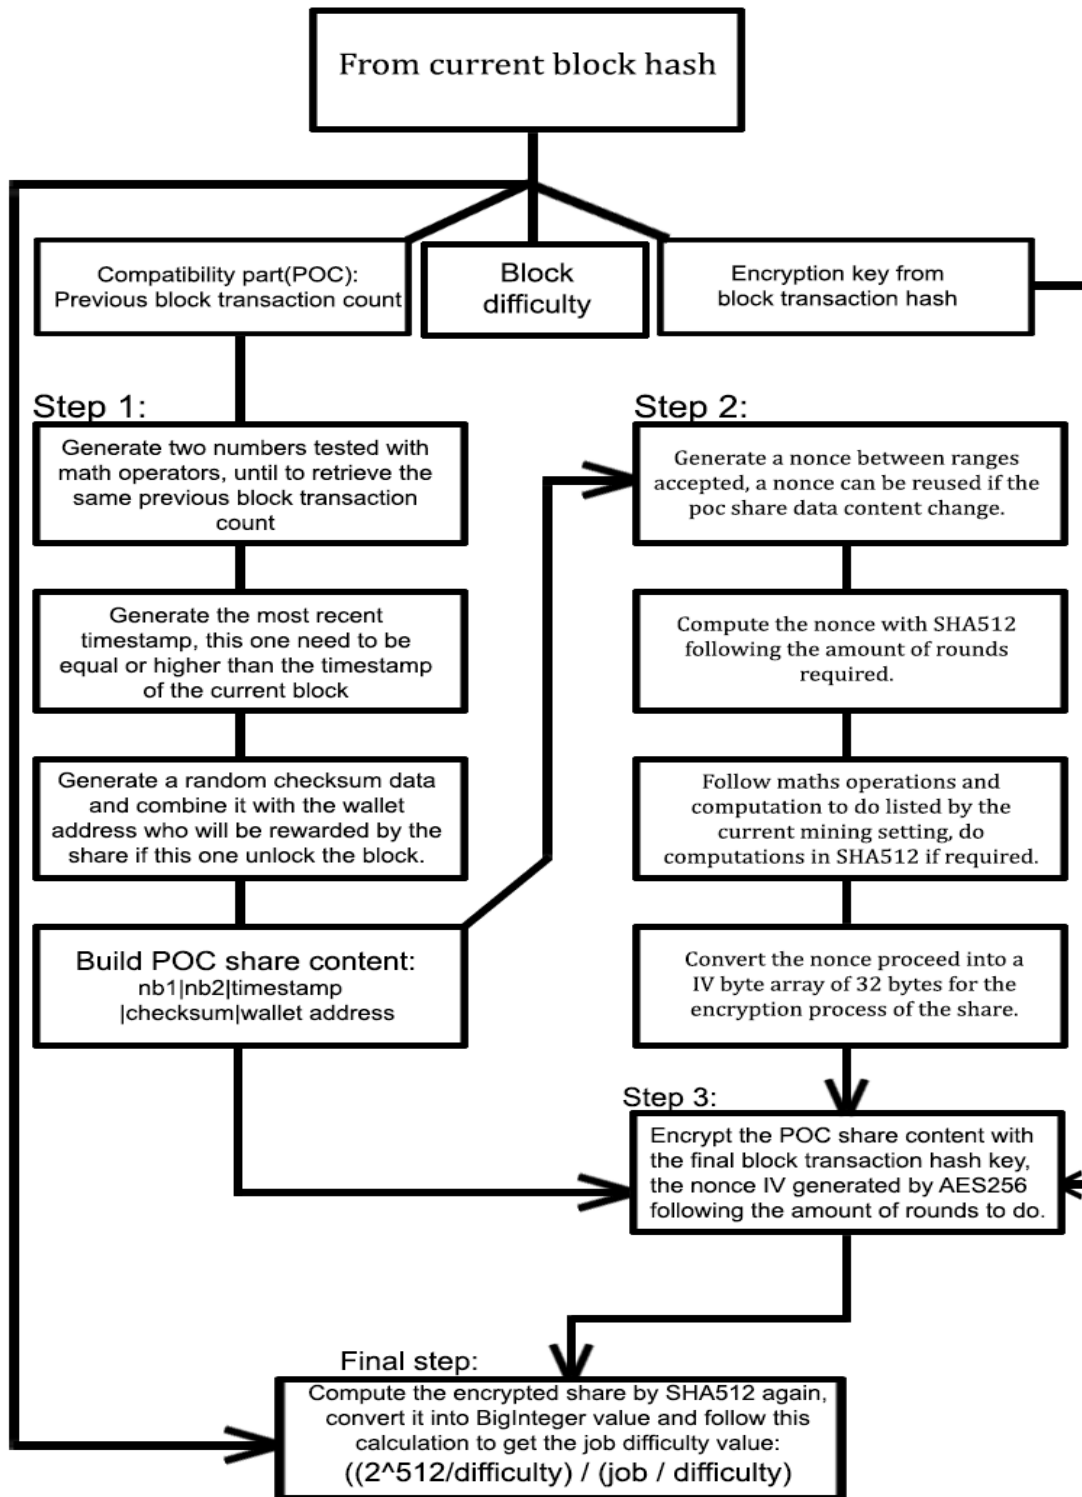 From current block hash
Compatibility part(POC):
Previous block transaction count
Block
difficulty
Encryption key from
block transaction hash
Step 1:
Generate two numbers tested with
math operators, until to retrieve the
same previous block transaction
count
Generate the most recent
timestamp, this one need to be
equal or higher than the timestamp
of the current block
Generate a random checksum data
and combine it with the wallet
address who will be rewarded by the
share if this one unlock the block.
Build POC share content:
nb1|nb2|timestamp
|checksum|wallet address
Step 2:
Generate a nonce between ranges
accepted, a nonce can be reused if the
poc share data content change.
Compute the nonce with SHA512
following the amount of rounds
required.
Follow maths operations and
computation to do listed by the
current mining setting, do
computations in SHA512 if required.
Convert the nonce proceed into a
IV byte array of 32 bytes for the
encryption process of the share.
Step 3:
Encrypt the POC share content with
the final block transaction hash key,
the nonce IV generated by AES256
following the amount of rounds to do.
Final step:
Compute the encrypted share by SHA512 again,
convert it into BigInteger value and follow this
calculation to get the job difficulty value:
((2^512/difficulty) / (job / difficulty)